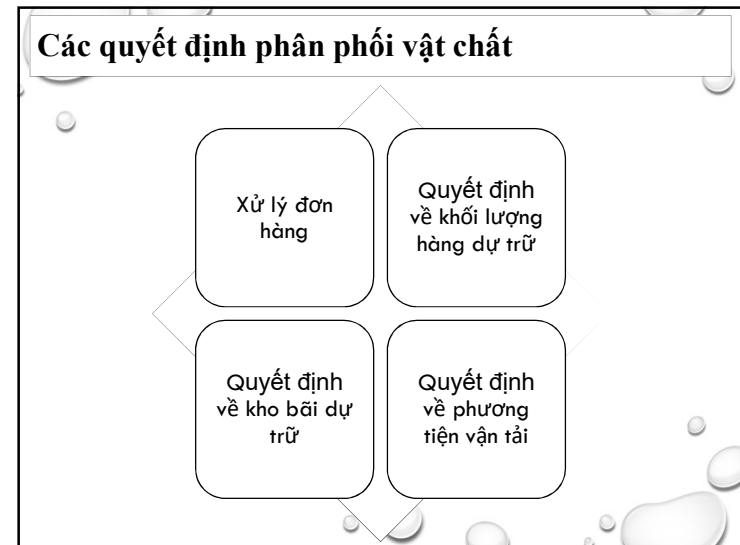 Các quyết định phân phối vật chất
Xử lý đơn
hàng
Quyết định
về khối lượng
hàng dự trữ
Quyết định
về kho bãi dự
trữ
Quyết định
về phương
tiện vận tải